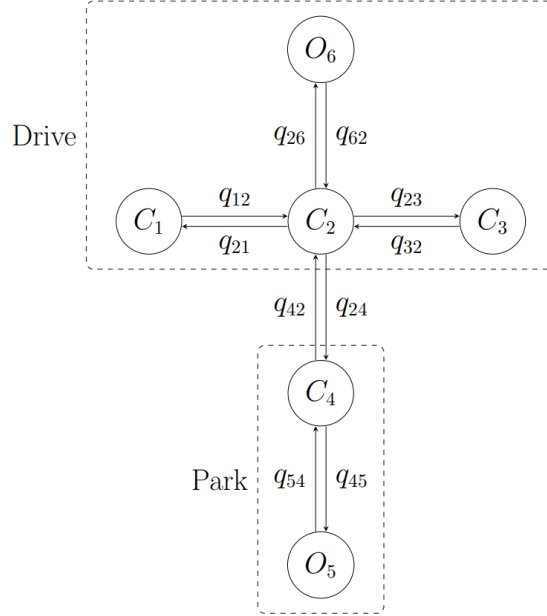 O₆
Drive
q₂₆ q₆₂
q₁₂ q₂₃
C₁ C₂ C₃
q₂₁ q₃₂
q₄₂ q₂₄
C₄
Park
q₅₄ q₄₅
O₅